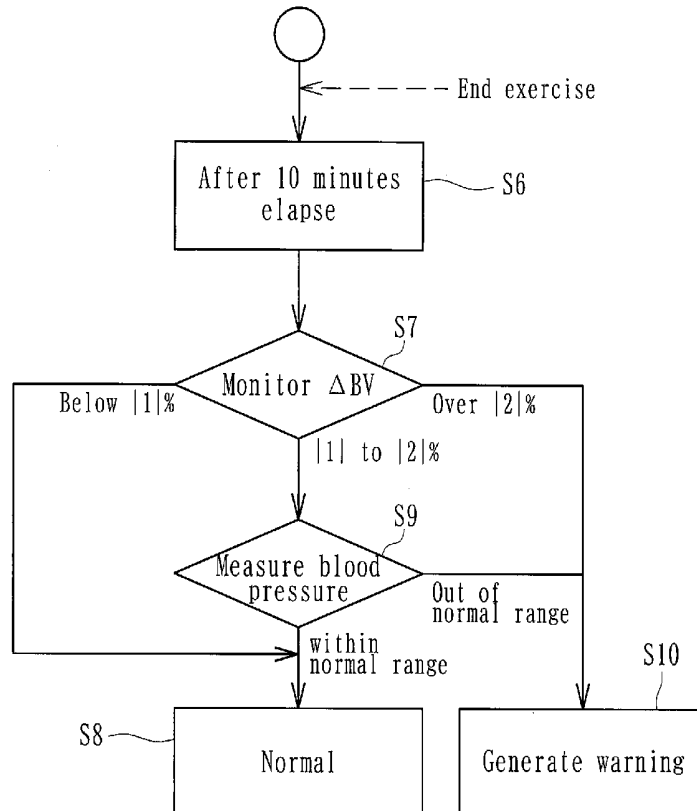 End exercise
After 10 minutes
elapse
S6
S7
Monitor ΔBV
Below |1|%
Over |2|%
|1| to |2|%
S9
Measure blood
pressure
Out of
normal range
within
normal range
S10
S8
Normal
Generate warning